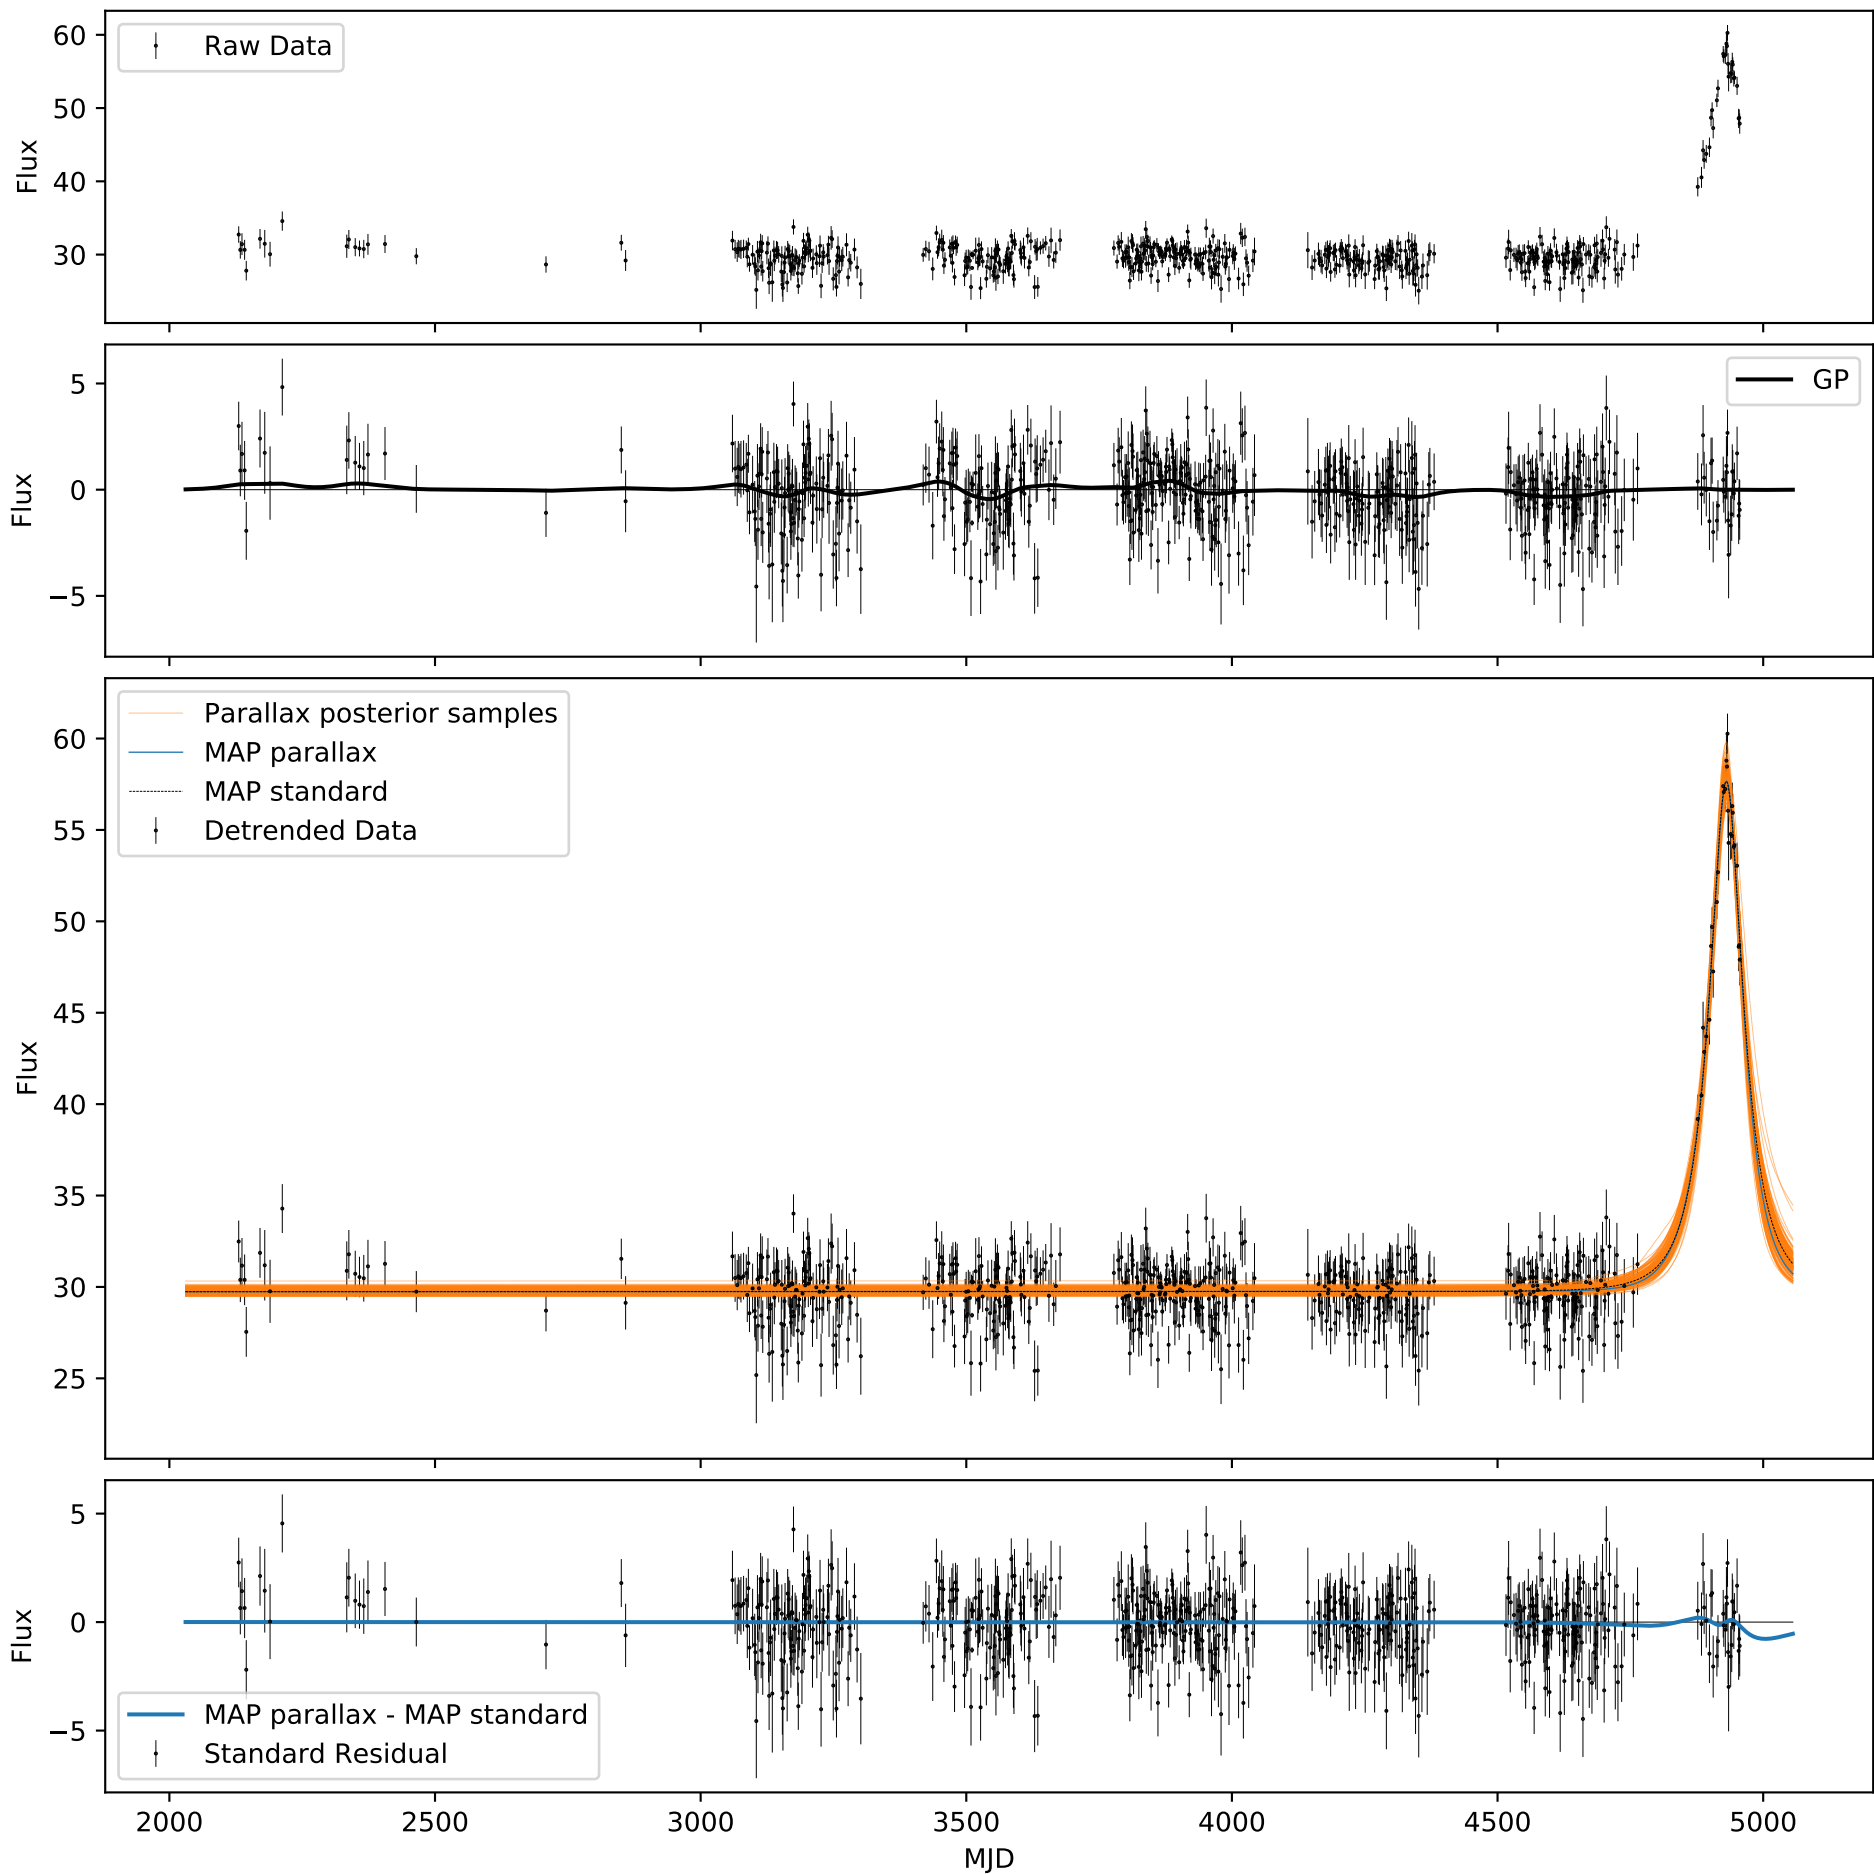 60
50
40
30
Flux
Raw Data
5
0
−5
Flux
GP
60
55
50
45
40
35
30
25
Flux
Parallax posterior samples
MAP parallax
MAP standard
Detrended Data
5
0
−5
Flux
MAP parallax - MAP standard
Standard Residual
2000 2500 3000 3500 4000 4500 5000
MJD